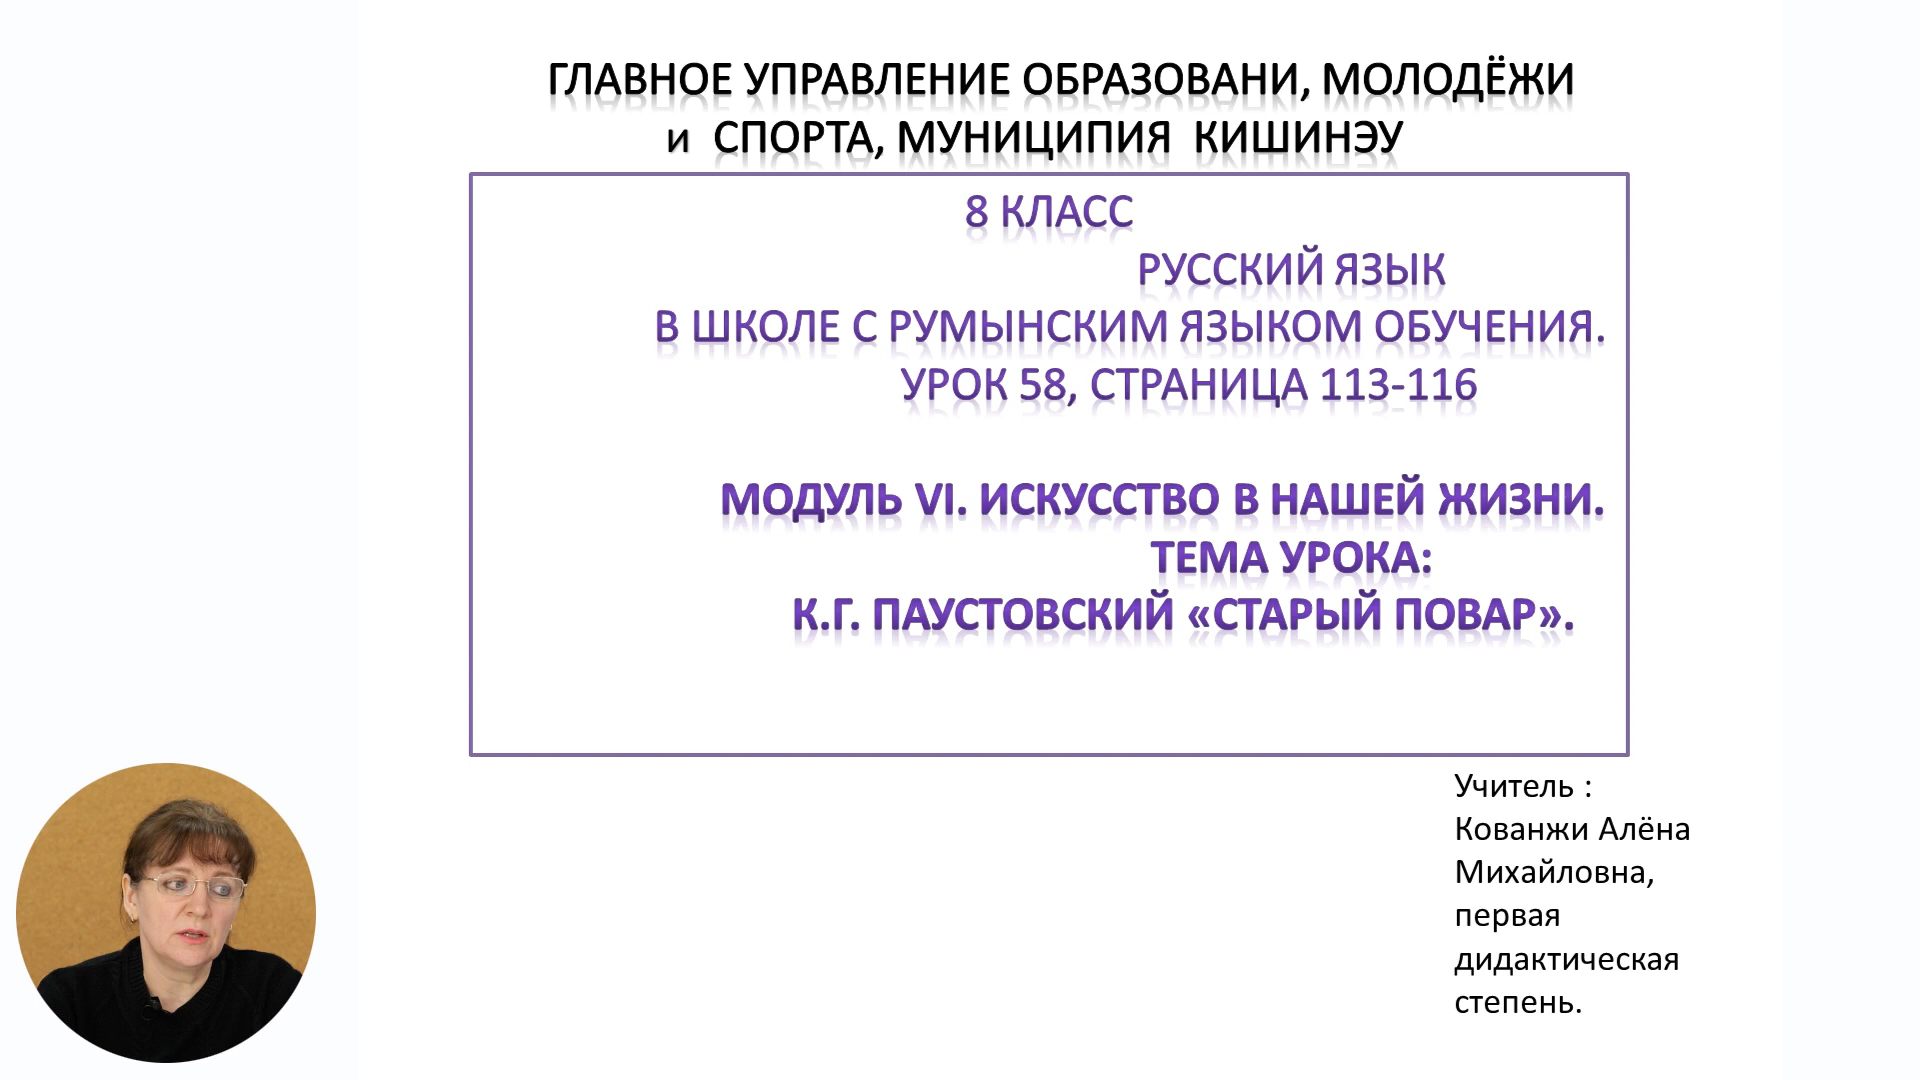 ГЛАВНОЕ УПРАВЛЕНИЕ ОБРАЗОВАНИ, МОЛОДЁЖИ
и СПОРТА, МУНИЦИПИЯ КИШИНЭУ
8 КЛАСС
РУССКИЙ ЯЗЫК
В ШКОЛЕ С РУМЫНСКИМ ЯЗЫКОМ ОБУЧЕНИЯ.
УРОК 58, СТРАНИЦА 113-116
МОДУЛЬ VI. ИСКУССТВО В НАШЕЙ ЖИЗНИ.
ТЕМА УРОКА:
К.Г. ПАУСТОВСКИЙ «СТАРЫЙ ПОВАР».
Учитель :
Кованжи Алёна
Михайловна,
первая
дидактическая
степень.